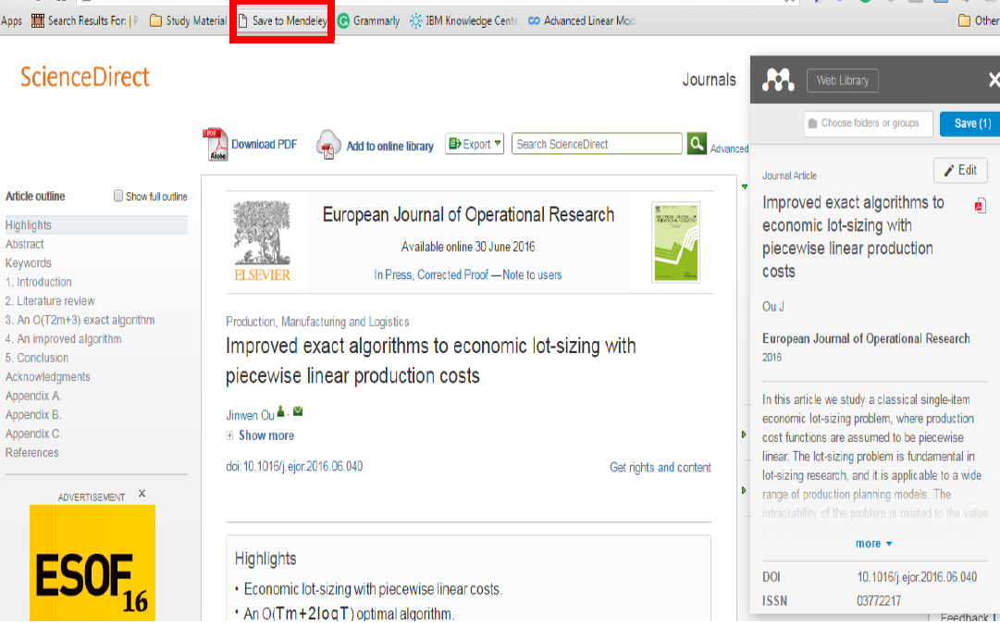 Apps Search Results For: | P Study Material Save to Mendeley Grammarly IBM Knowledge Cente Advanced Linear Mod Other
ScienceDirect
Journals
Web Library
Choose folders or groups Save (1)
PDF Adobe Download PDF Add to online library Export Search ScienceDirect Advanced
Article outline Show full outline
Highlights
Abstract
Keywords
1. Introduction
2. Literature review
3. An O(T2m+3) exact algorithm
4. An improved algorithm
5. Conclusion
Acknowledgments
Appendix A.
Appendix B.
Appendix C.
References
ADVERTISEMENT X
ESOF
16
ELSEVIER
European Journal of Operational Research
Available online 30 June 2016
In Press, Corrected Proof — Note to users
Production, Manufacturing and Logistics
Improved exact algorithms to economic lot-sizing with
piecewise linear production costs
Jinwen Ou
Show more
doi:10.1016/j.ejor.2016.06.040
Get rights and content
Highlights
• Economic lot-sizing with piecewise linear costs.
• An O(Tm+2logT) optimal algorithm.
Journal Article
Edit
Improved exact algorithms to
economic lot-sizing with
piecewise linear production
costs
Ou J
European Journal of Operational Research
2016
In this article we study a classical single-item
economic lot-sizing problem, where production
cost functions are assumed to be piecewise
linear. The lot-sizing problem is fundamental in
lot-sizing research, and it is applicable to a wide
range of production planning models. The
intractability of the problem is related to the value
more
DOI 10.1016/j.ejor.2016.06.040
ISSN 03772217
Feedback